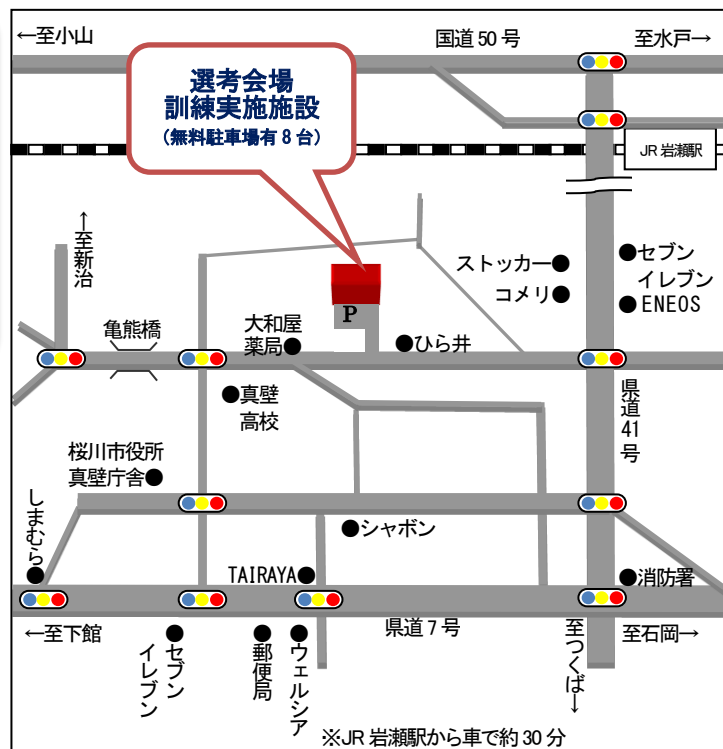 ←至小山
国道50号
至水戸→
選考会場
訓練実施施設
(無料駐車場有8台)
JR岩瀬駅
↑至新治
ストッカー
コメリ
セブン
イレブン
ENEOS
亀熊橋
大和屋
薬局
P
ひら井
真壁
高校
県道41号
桜川市役所
真壁庁舎
しまむら
シャボン
TAIRAYA
消防署
←至下館
県道7号
至つくば→
至石岡→
セブン
イレブン
郵便局
ウェルシア
※JR岩瀬駅から車で約30分